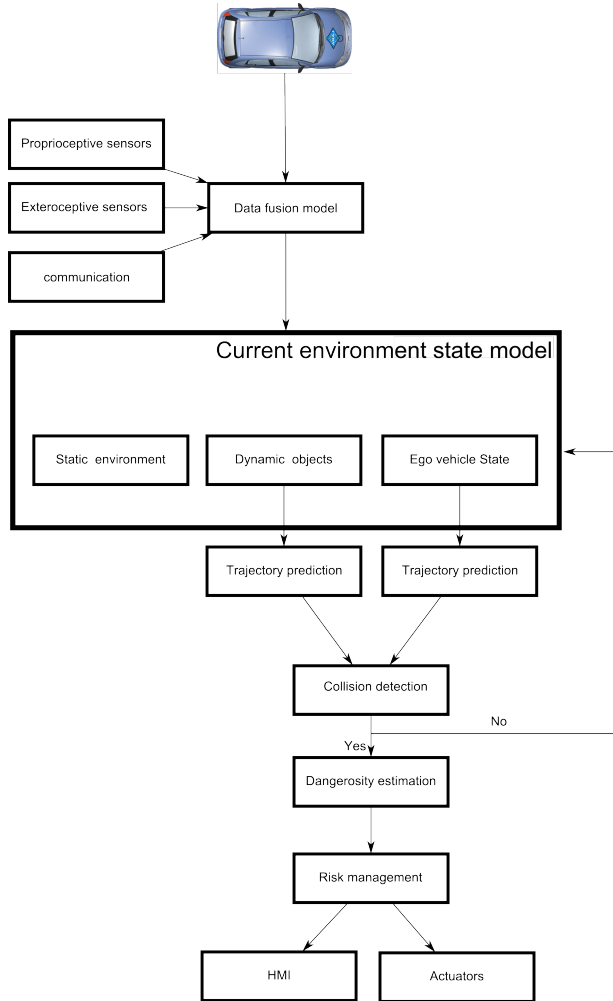 Proprioceptive sensors
Exteroceptive sensors
Data fusion model
communication
Current environment state model
Static environment
Dynamic objects
Ego vehicle State
Trajectory prediction
Trajectory prediction
Collision detection
No
Yes
Dangerosity estimation
Risk management
HMI
Actuators